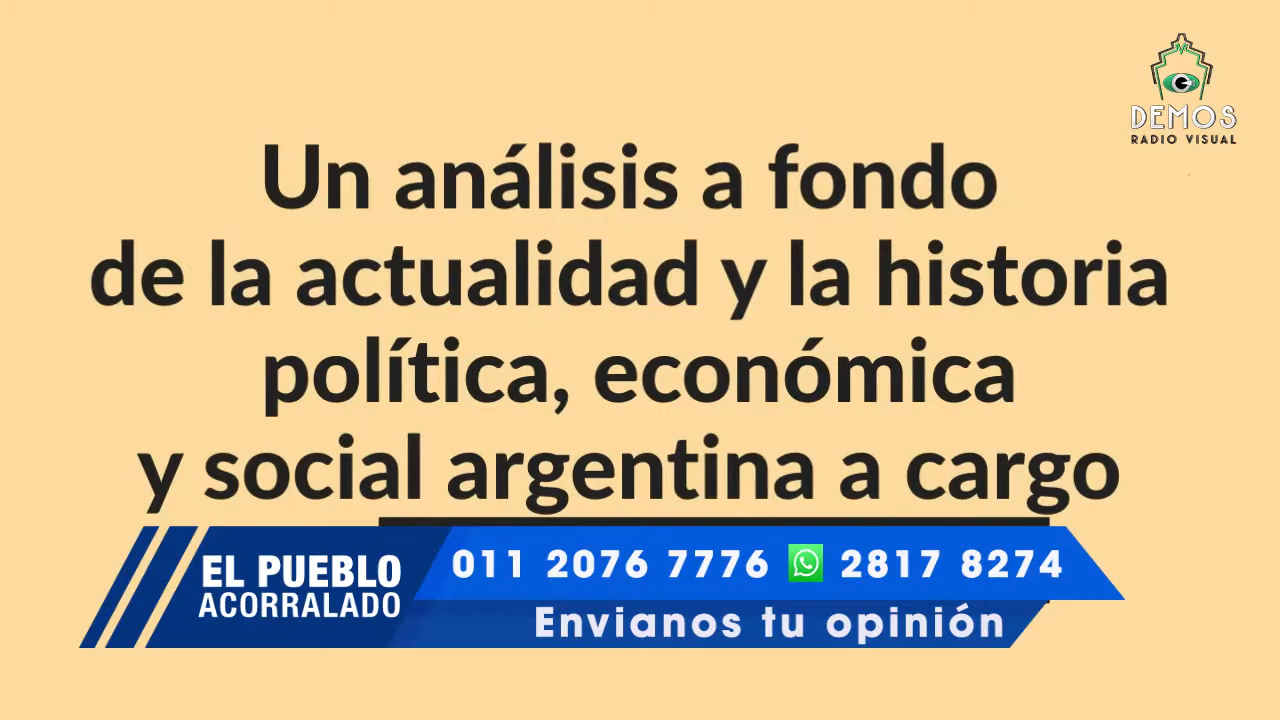 DEMOS
RADIO VISUAL
Un análisis a fondo
de la actualidad y la historia
política, económica
y social argentina a cargo
EL PUEBLO
ACORRALADO
011 2076 7776 2817 8274
Envianos tu opinión